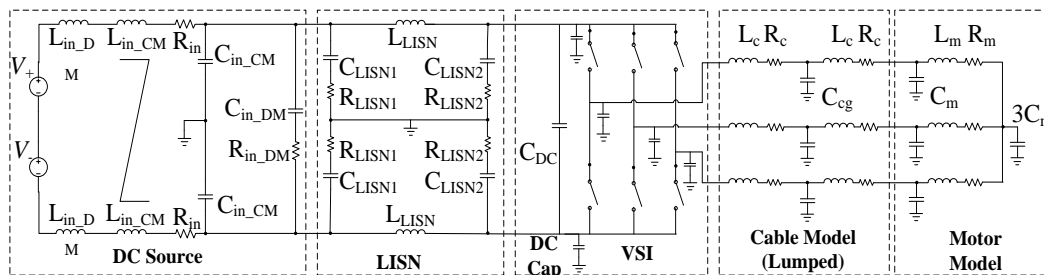 L_in_D M L_in_CM R_in
V_+
C_in_CM
C_in_DM
R_in_DM
V_-
C_in_CM
L_in_D M L_in_CM R_in
DC Source
L_LISN
C_LISN1 C_LISN2
R_LISN1 R_LISN2
R_LISN1 R_LISN2
C_LISN1 C_LISN2
L_LISN
LISN
C_DC
DC
Cap
VSI
L_c R_c L_c R_c
C_cg
Cable Model
(Lumped)
L_m R_m
C_m
Motor
Model